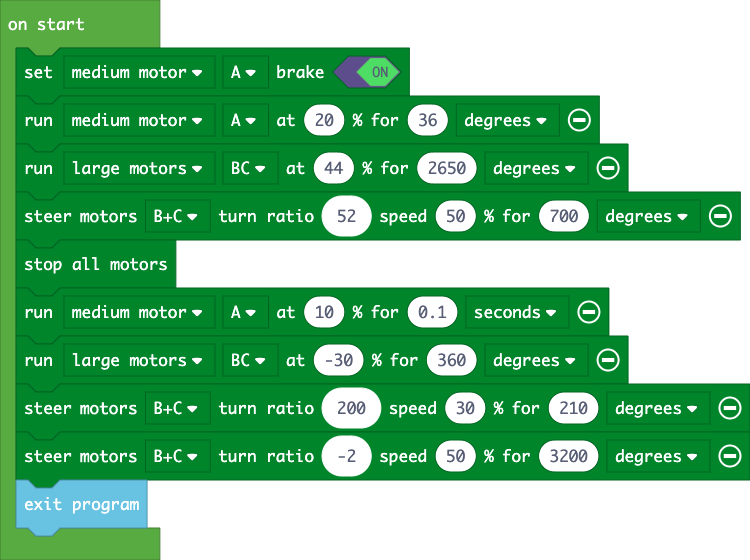 on start
set medium motor A brake ON
run medium motor A at 20 % for 36 degrees
run large motors BC at 44 % for 2650 degrees
steer motors B+C turn ratio 52 speed 50 % for 700 degrees
stop all motors
run medium motor A at 10 % for 0.1 seconds
run large motors BC at -30 % for 360 degrees
steer motors B+C turn ratio 200 speed 30 % for 210 degrees
steer motors B+C turn ratio -2 speed 50 % for 3200 degrees
exit program